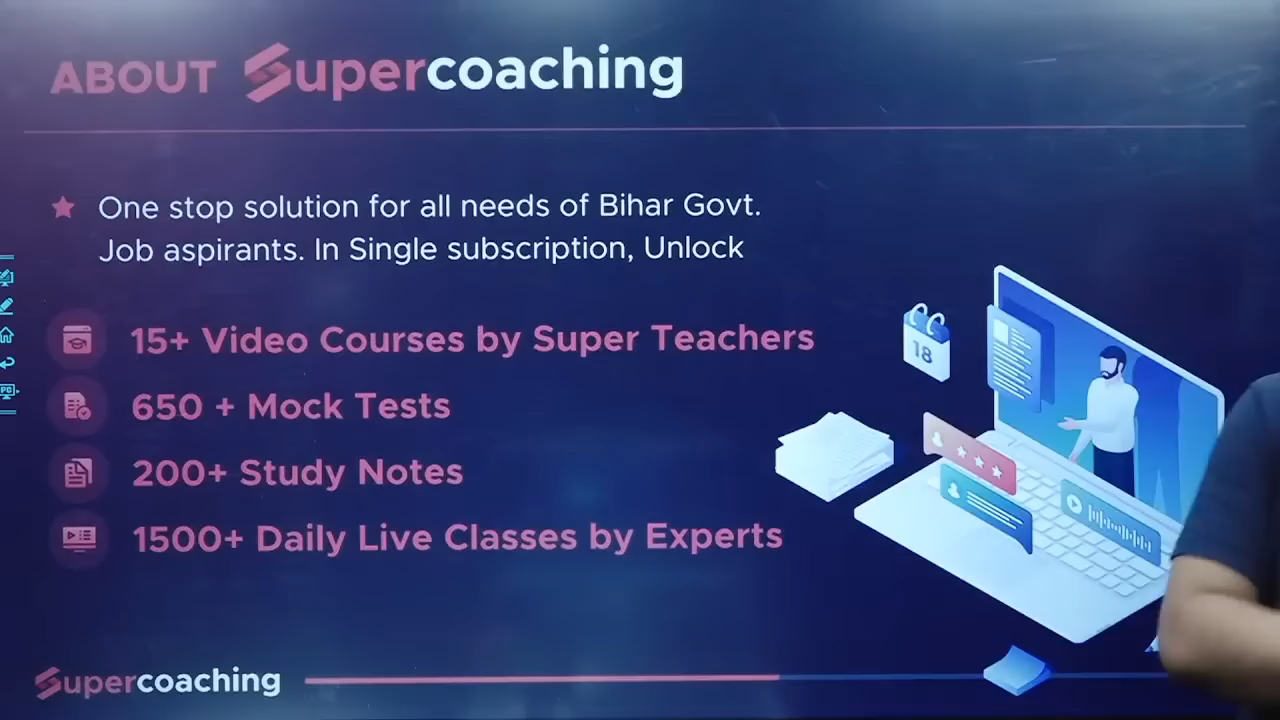 ABOUT Supercoaching
One stop solution for all needs of Bihar Govt.
Job aspirants. In Single subscription, Unlock
15+ Video Courses by Super Teachers
650 + Mock Tests
200+ Study Notes
1500+ Daily Live Classes by Experts
18
PC
Supercoaching